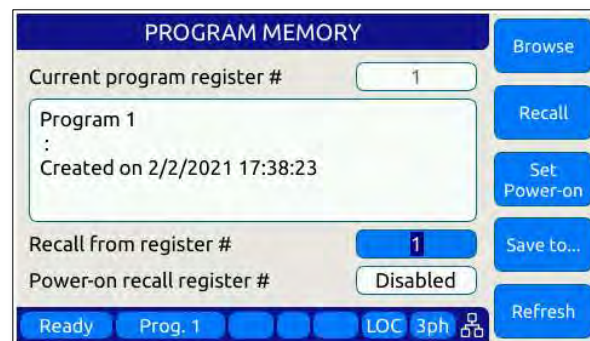 PROGRAM MEMORY
Current program register # 1
Program 1
:
Created on 2/2/2021 17:38:23
Recall from register # 1
Power-on recall register # Disabled
Ready Prog. 1 LOC 3ph
Browse
Recall
Set
Power-on
Save to...
Refresh